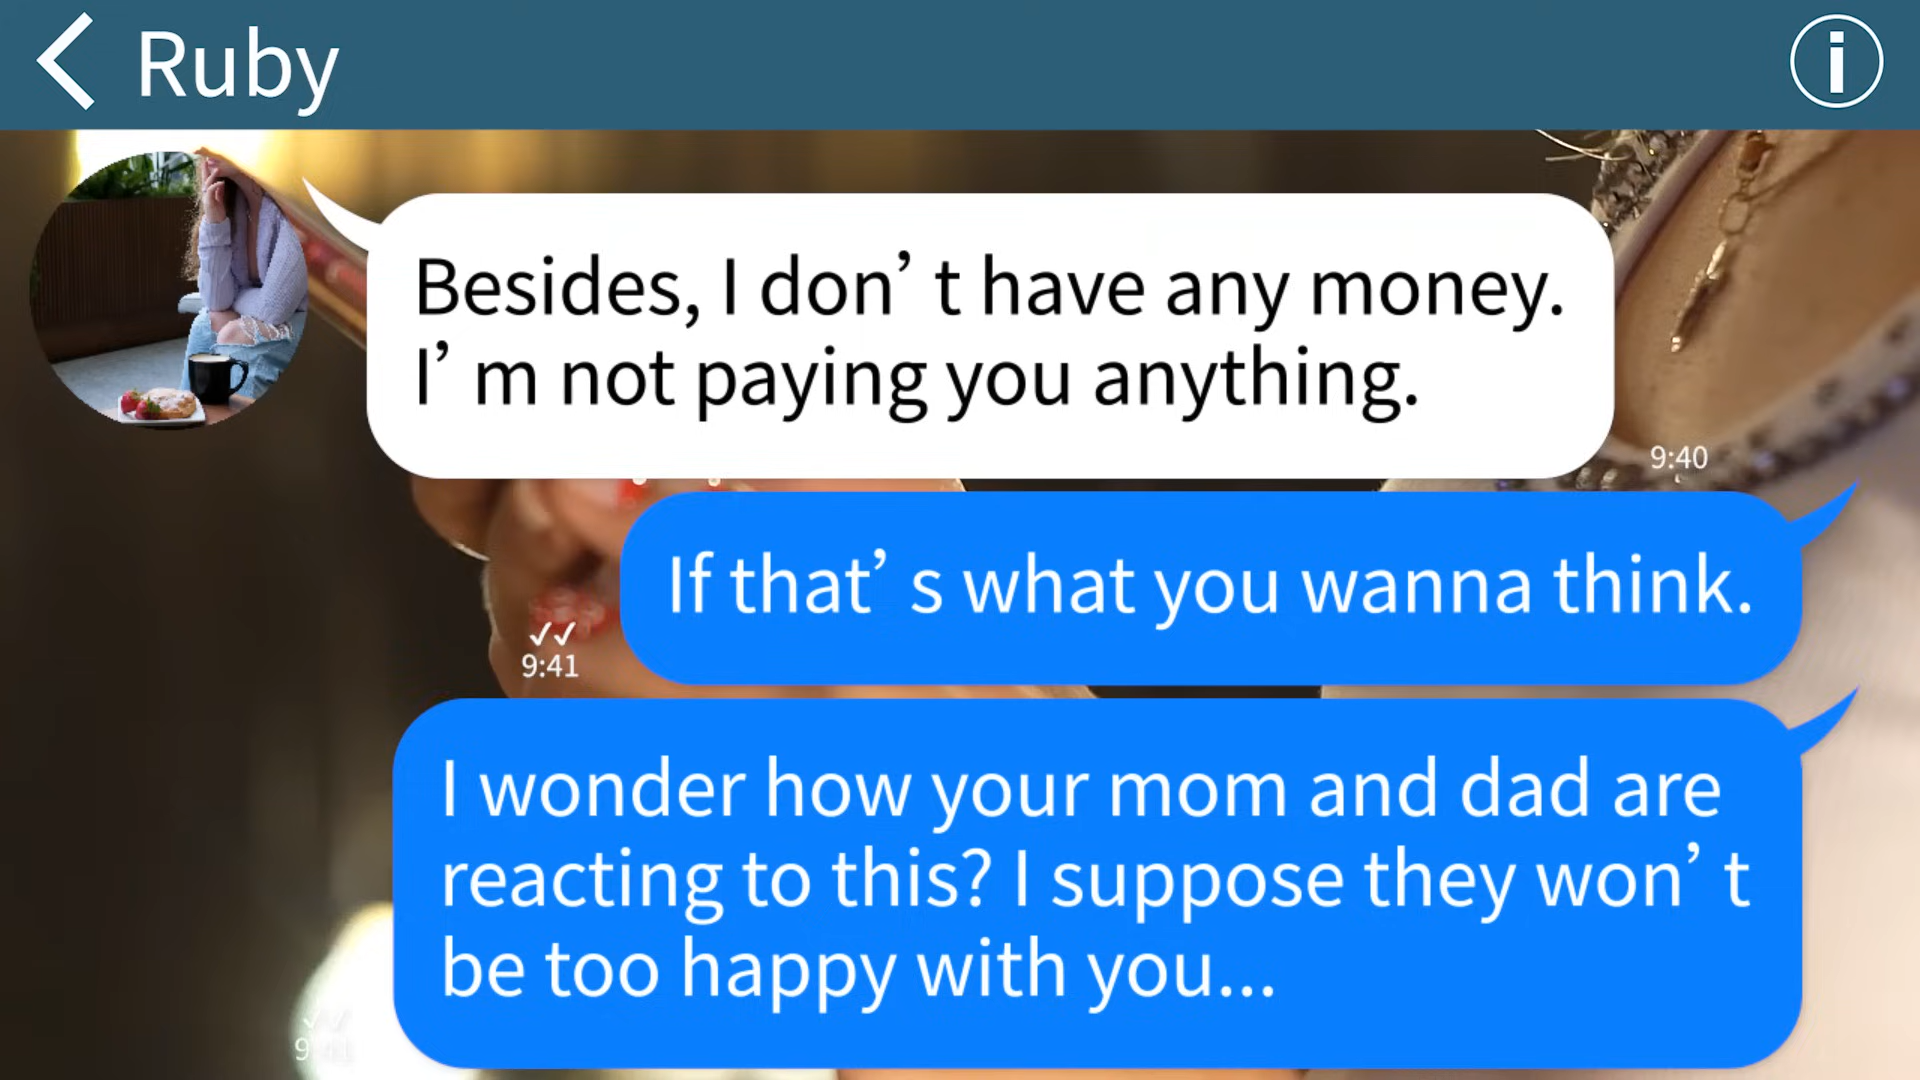 Ruby
Besides, I don’t have any money.
I’m not paying you anything.
9:40
If that’s what you wanna think.
9:41
I wonder how your mom and dad are
reacting to this? I suppose they won’t
be too happy with you...
9:41